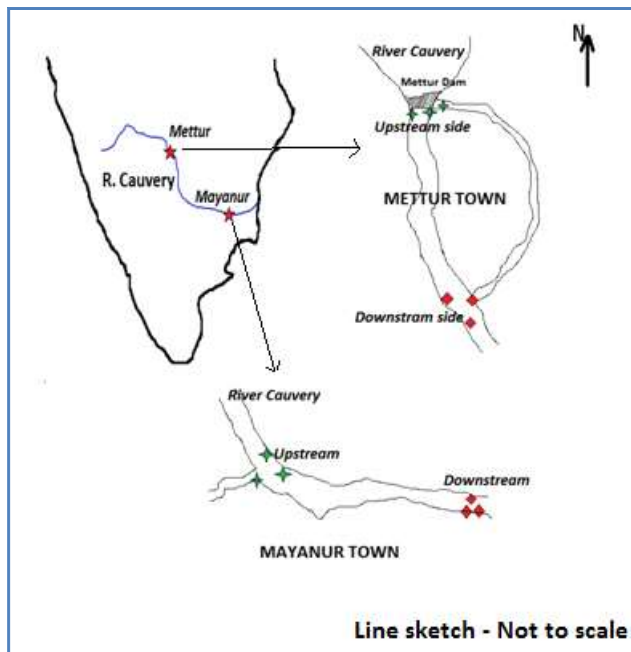 River Cauvery
N
Mettur Dam
Mettur
Upstream side
R. Cauvery
Mayanur
METTUR TOWN
Downstram side
River Cauvery
Upstream
Downstream
MAYANUR TOWN
Line sketch - Not to scale